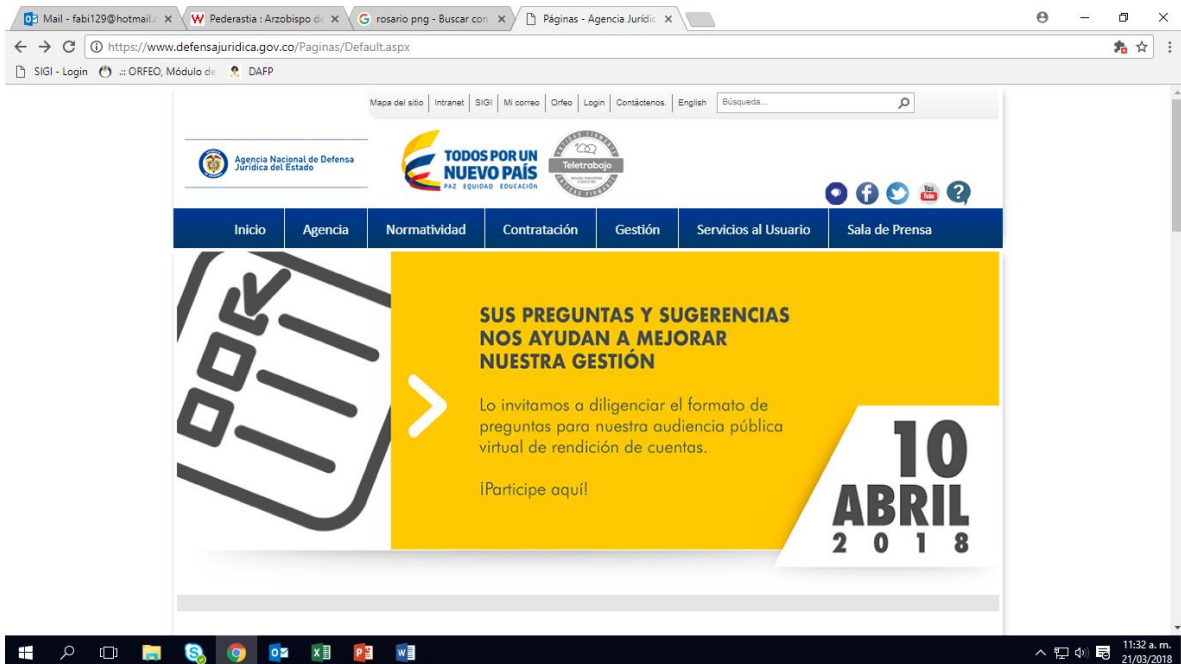 Mail - fabi129@hotmail.c
Pederastia : Arzobispo de
rosario png - Buscar con
Páginas - Agencia Jurídic
https://www.defensajuridica.gov.co/Paginas/Default.aspx
SIGI - Login .:: ORFEO, Módulo de DAFP
Mapa del sitio Intranet SIGI Mi correo Orfeo Login Contáctenos. English Búsqueda...
Agencia Nacional de Defensa
Jurídica del Estado
TODOS POR UN
NUEVO PAÍS
PAZ EQUIDAD EDUCACIÓN
Teletrabajo
You
Tube
Inicio Agencia Normatividad Contratación Gestión Servicios al Usuario Sala de Prensa
SUS PREGUNTAS Y SUGERENCIAS
NOS AYUDAN A MEJORAR
NUESTRA GESTIÓN
Lo invitamos a diligenciar el formato de
preguntas para nuestra audiencia pública
virtual de rendición de cuentas.
¡Participe aquí!
10
ABRIL
2018
11:32 a. m.
21/03/2018